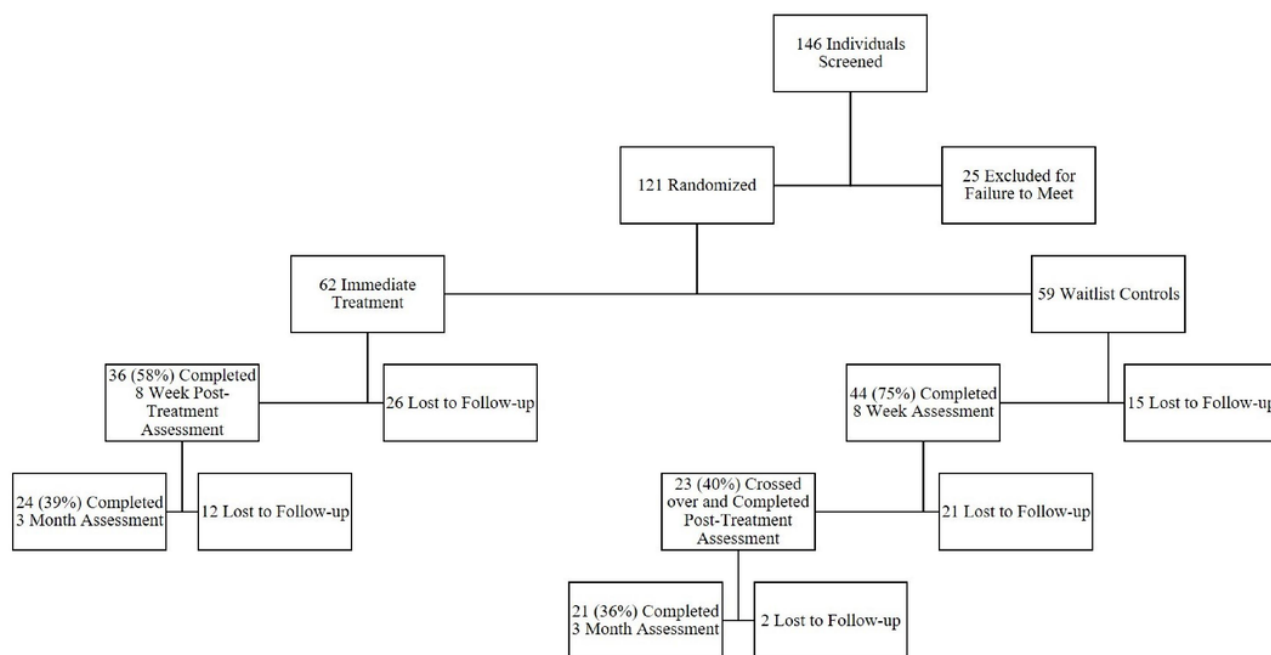 146 Individuals
Screened
121 Randomized
25 Excluded for
Failure to Meet
62 Immediate
Treatment
59 Waitlist Controls
36 (58%) Completed
8 Week Post-
Treatment
Assessment
26 Lost to Follow-up
44 (75%) Completed
8 Week Assessment
15 Lost to Follow-up
24 (39%) Completed
3 Month Assessment
12 Lost to Follow-up
23 (40%) Crossed
over and Completed
Post-Treatment
Assessment
21 Lost to Follow-up
21 (36%) Completed
3 Month Assessment
2 Lost to Follow-up